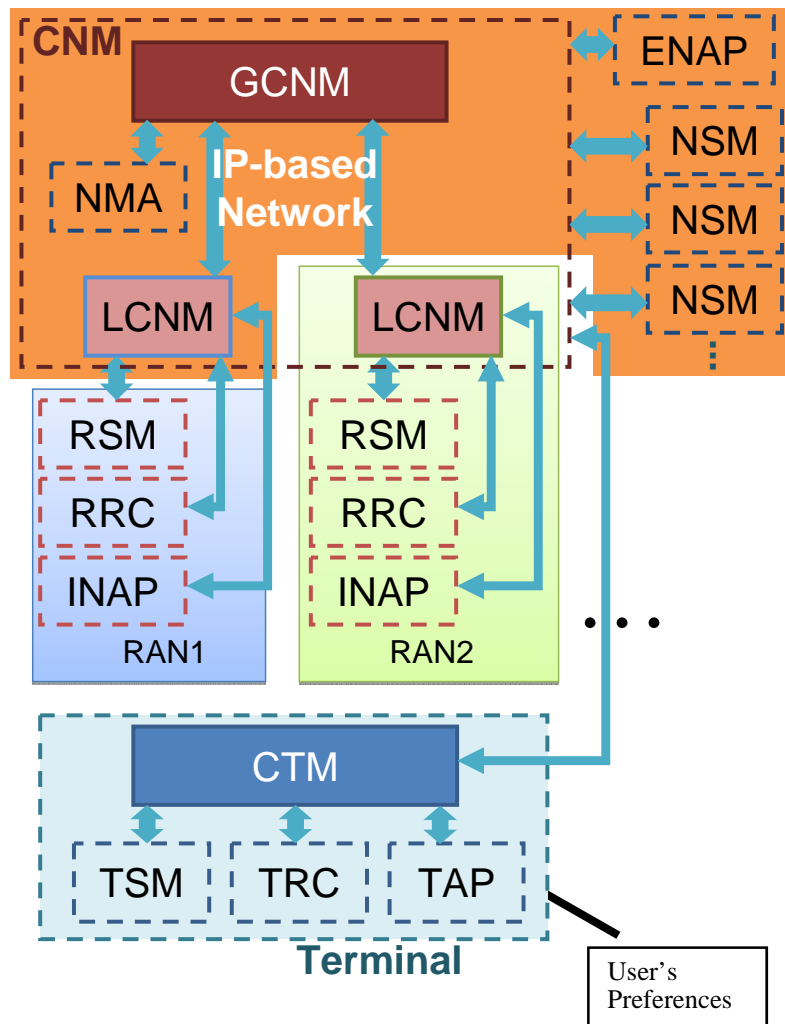 CNM
GCNM
ENAP
NSM
NSM
NSM
NMA
IP-based
Network
LCNM
LCNM
RSM
RRC
INAP
RAN1
RSM
RRC
INAP
RAN2
. . .
CTM
TSM
TRC
TAP
Terminal
User's
Preferences